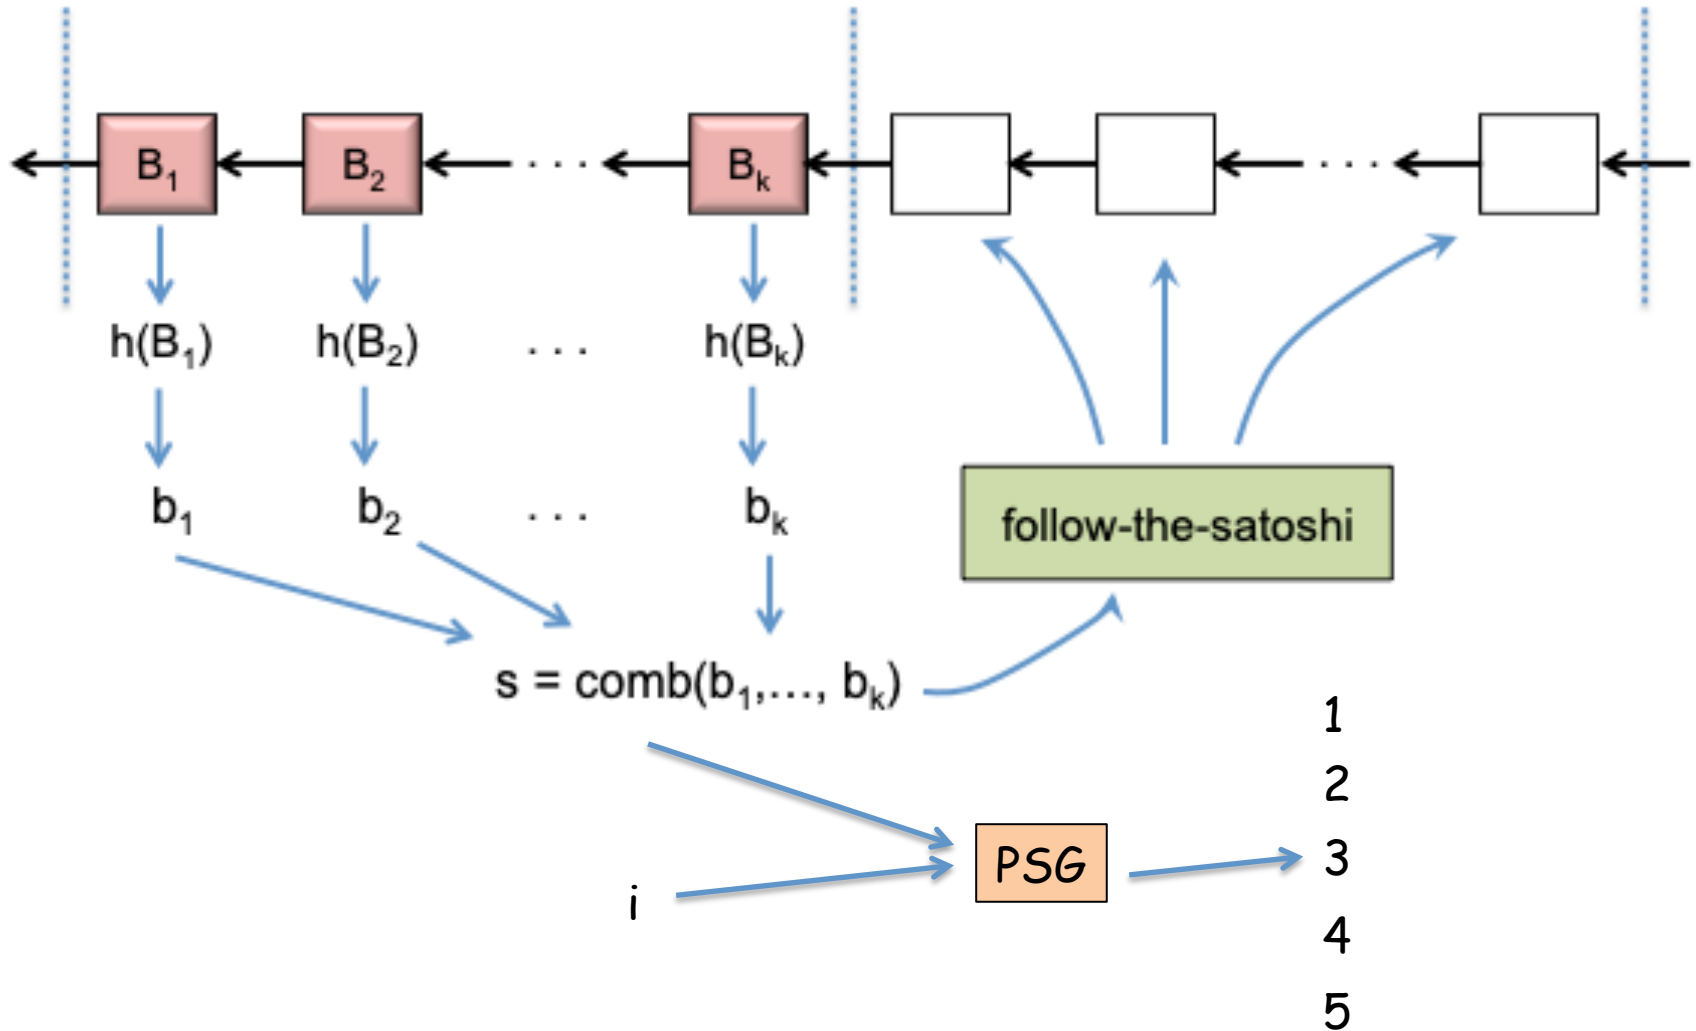 B₁ B₂ . . . Bₖ . . .
h(B₁) h(B₂) . . . h(Bₖ)
b₁ b₂ . . . bₖ
follow-the-satoshi
s = comb(b₁,..., bₖ)
1
2
PSG
3
i
4
5